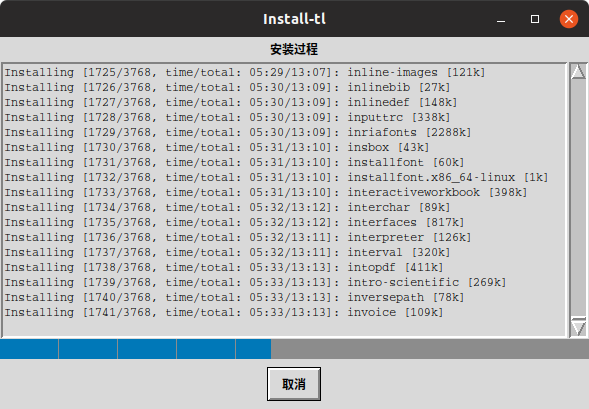 Install-tl
安装过程
Installing [1725/3768, time/total: 05:29/13:07]: inline-images [121k]
Installing [1726/3768, time/total: 05:30/13:09]: inlinebib [27k]
Installing [1727/3768, time/total: 05:30/13:09]: inlinedef [148k]
Installing [1728/3768, time/total: 05:30/13:09]: inputtrc [338k]
Installing [1729/3768, time/total: 05:30/13:09]: inriafonts [2288k]
Installing [1730/3768, time/total: 05:31/13:10]: insbox [43k]
Installing [1731/3768, time/total: 05:31/13:10]: installfont [60k]
Installing [1732/3768, time/total: 05:31/13:10]: installfont.x86_64-linux [1k]
Installing [1733/3768, time/total: 05:31/13:10]: interactiveworkbook [398k]
Installing [1734/3768, time/total: 05:32/13:12]: interchar [89k]
Installing [1735/3768, time/total: 05:32/13:12]: interfaces [817k]
Installing [1736/3768, time/total: 05:32/13:11]: interpreter [126k]
Installing [1737/3768, time/total: 05:32/13:11]: interval [320k]
Installing [1738/3768, time/total: 05:33/13:13]: intopdf [411k]
Installing [1739/3768, time/total: 05:33/13:13]: intro-scientific [269k]
Installing [1740/3768, time/total: 05:33/13:13]: inversepath [78k]
Installing [1741/3768, time/total: 05:33/13:13]: invoice [109k]
取消